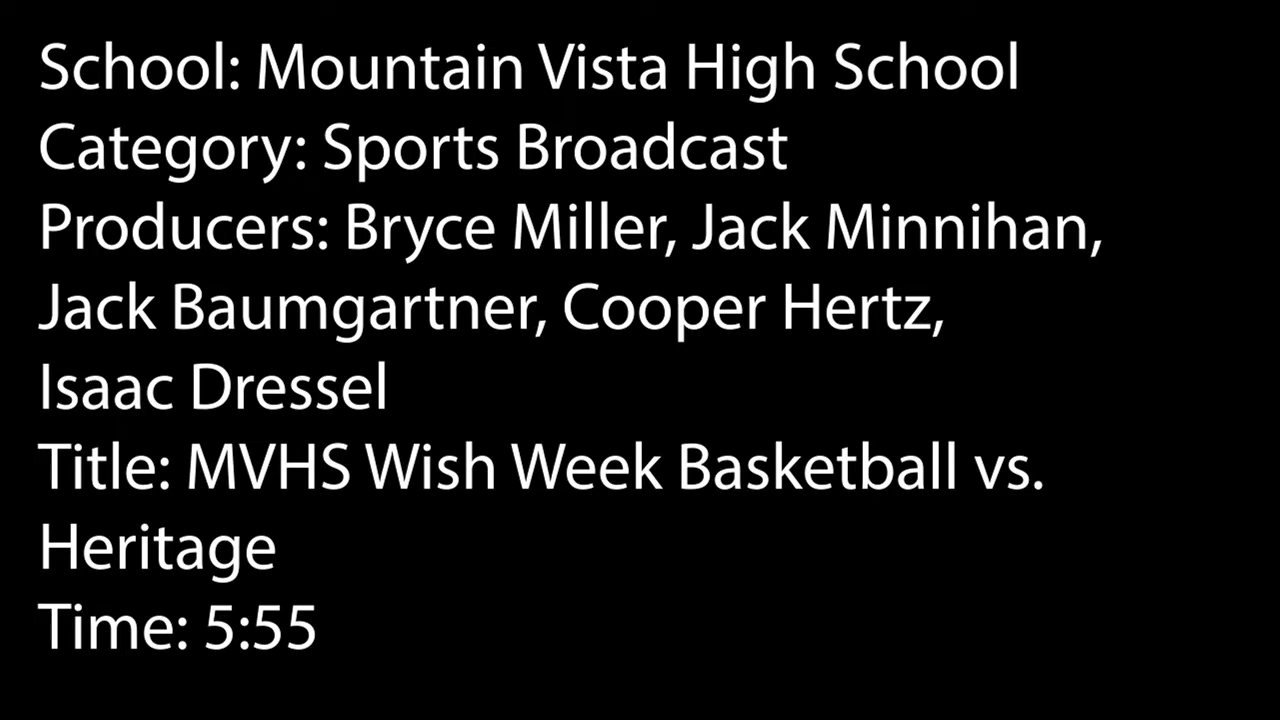 School: Mountain Vista High School
Category: Sports Broadcast
Producers: Bryce Miller, Jack Minnihan,
Jack Baumgartner, Cooper Hertz,
Isaac Dressel
Title: MVHS Wish Week Basketball vs.
Heritage
Time: 5:55